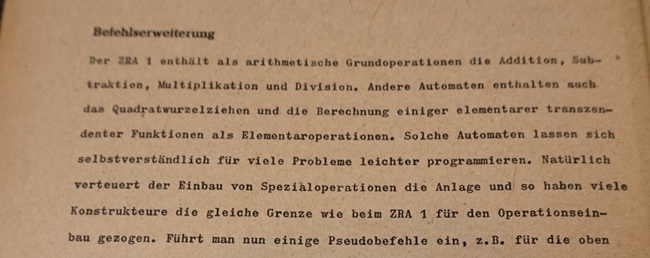 Befehlserweiterung
Der ZRA 1 enthält als arithmetische Grundoperationen die Addition, Sub-
traktion, Multiplikation und Division. Andere Automaten enthalten auch
das Quadratwurzelziehen und die Berechnung einiger elementarer transzen-
denter Funktionen als Elementaroperationen. Solche Automaten lassen sich
selbstverständlich für viele Probleme leichter programmieren. Natürlich
verteuert der Einbau von Spezialoperationen die Anlage und so haben viele
Konstrukteure die gleiche Grenze wie beim ZRA 1 für den Operationsein-
bau gezogen. Führt man nun einige Pseudobefehle ein, z.B. für die oben